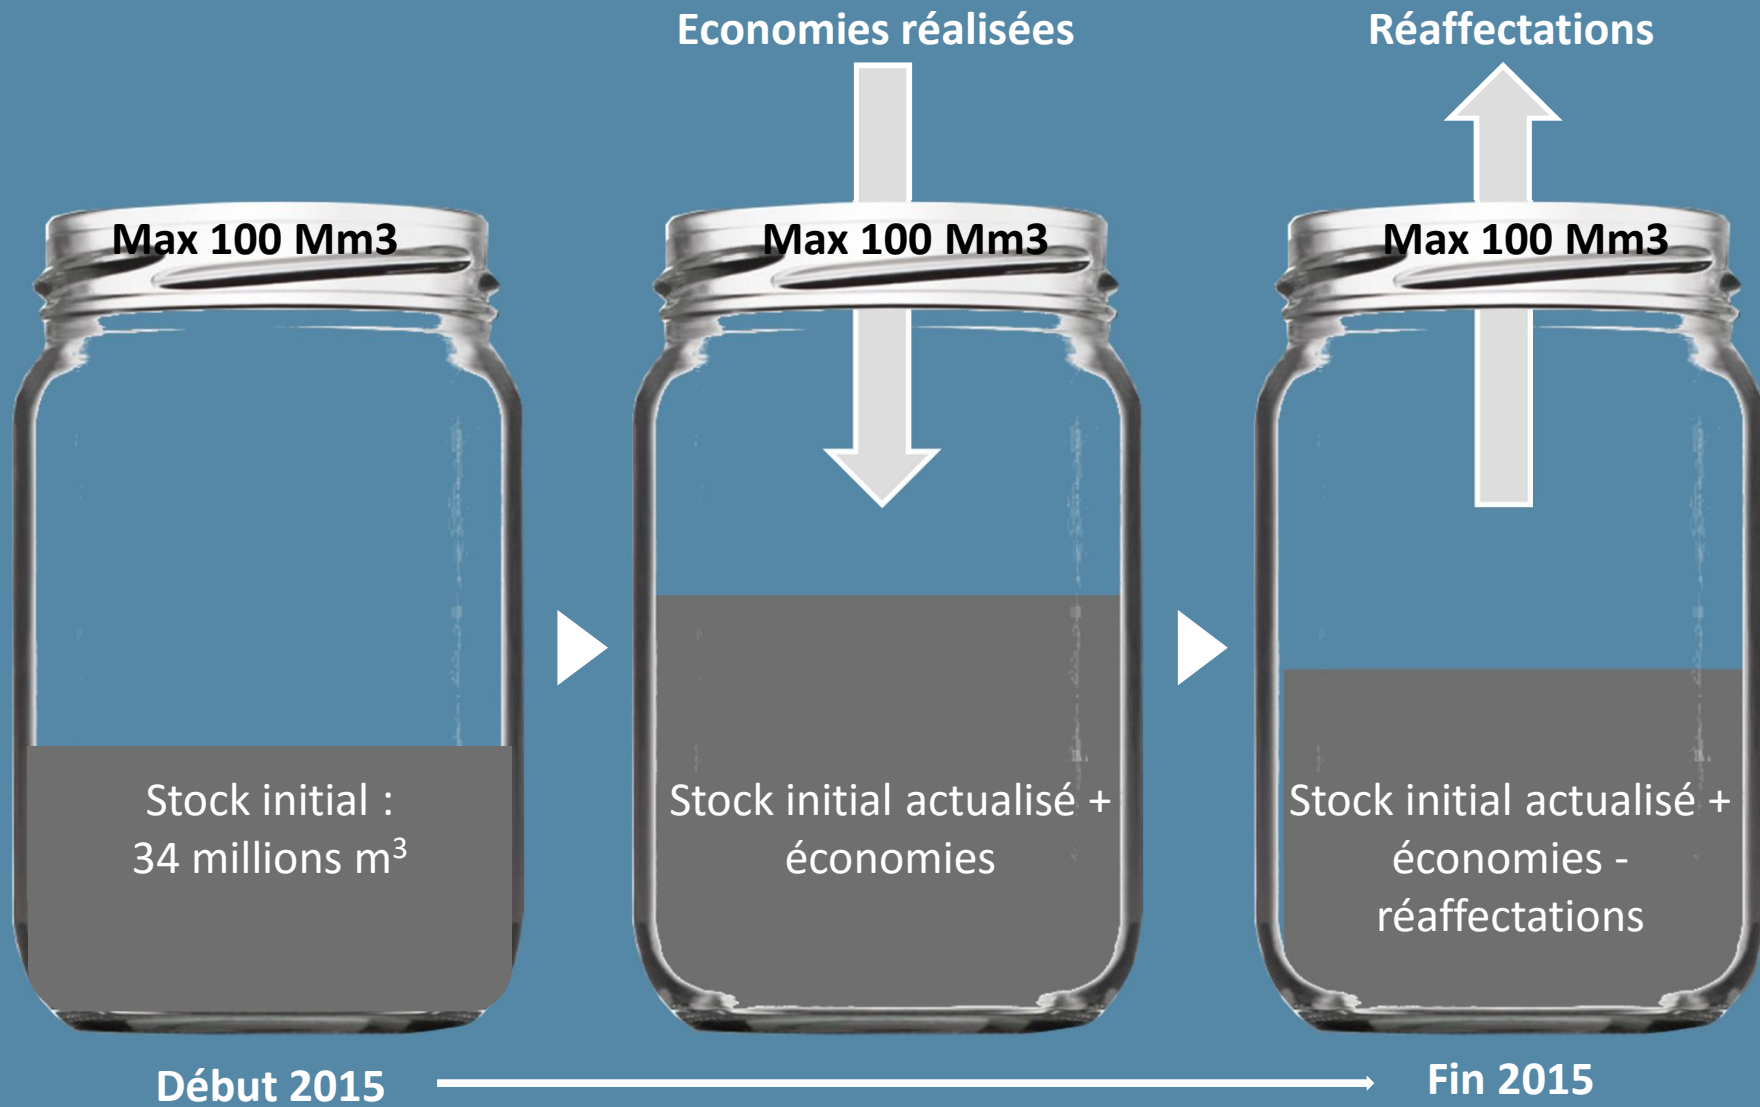 Economies réalisées
Réaffectations
Max 100 Mm3
Max 100 Mm3
Max 100 Mm3
Stock initial :
34 millions m³
Stock initial actualisé +
économies
Stock initial actualisé +
économies -
réaffectations
Début 2015
Fin 2015